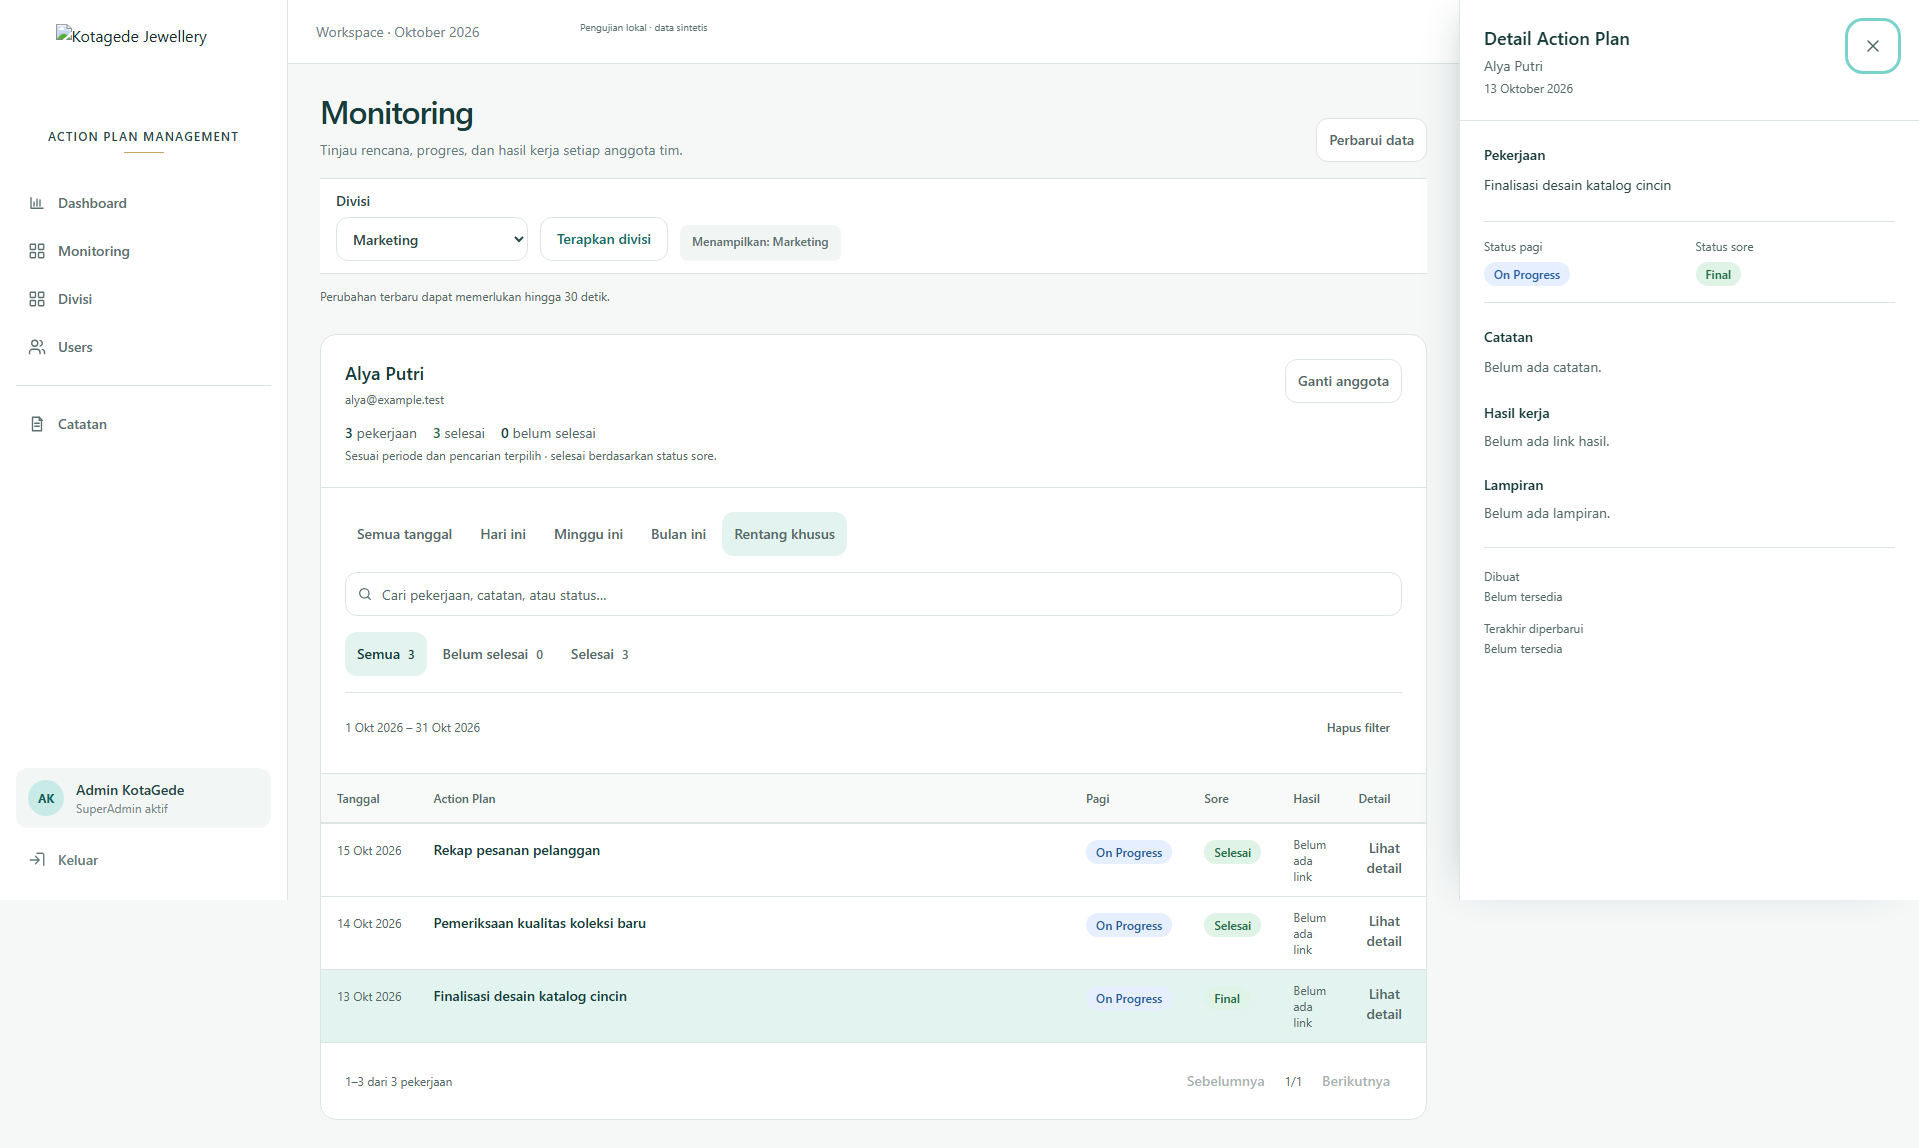 Kotagede Jewellery
ACTION PLAN MANAGEMENT
Dashboard
Monitoring
Divisi
Users
Catatan
AK
Admin KotaGede
SuperAdmin aktif
Keluar
Workspace · Oktober 2026
Pengujian lokal · data sintetis
Monitoring
Tinjau rencana, progres, dan hasil kerja setiap anggota tim.
Perbarui data
Divisi
Marketing
Terapkan divisi
Menampilkan: Marketing
Perubahan terbaru dapat memerlukan hingga 30 detik.
Alya Putri
alya@example.test
Ganti anggota
3 pekerjaan 3 selesai 0 belum selesai
Sesuai periode dan pencarian terpilih · selesai berdasarkan status sore.
Semua tanggal Hari ini Minggu ini Bulan ini Rentang khusus
Cari pekerjaan, catatan, atau status...
Semua 3 Belum selesai 0 Selesai 3
1 Okt 2026 – 31 Okt 2026 Hapus filter
Tanggal Action Plan Pagi Sore Hasil Detail
15 Okt 2026 Rekap pesanan pelanggan On Progress Selesai Belum ada link Lihat detail
14 Okt 2026 Pemeriksaan kualitas koleksi baru On Progress Selesai Belum ada link Lihat detail
13 Okt 2026 Finalisasi desain katalog cincin On Progress Final Belum ada link Lihat detail
1–3 dari 3 pekerjaan Sebelumnya 1/1 Berikutnya
Detail Action Plan
Alya Putri
13 Oktober 2026
Pekerjaan
Finalisasi desain katalog cincin
Status pagi Status sore
On Progress Final
Catatan
Belum ada catatan.
Hasil kerja
Belum ada link hasil.
Lampiran
Belum ada lampiran.
Dibuat
Belum tersedia
Terakhir diperbarui
Belum tersedia